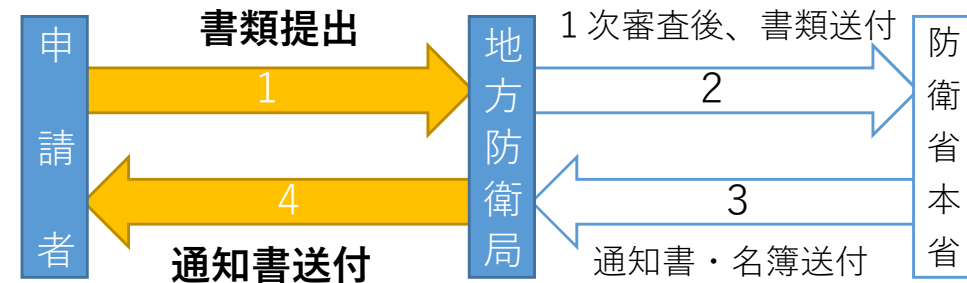 申請者
書類提出
1
4
通知書送付
地方防衛局
１次審査後、書類送付
2
3
通知書・名簿送付
防衛省本省